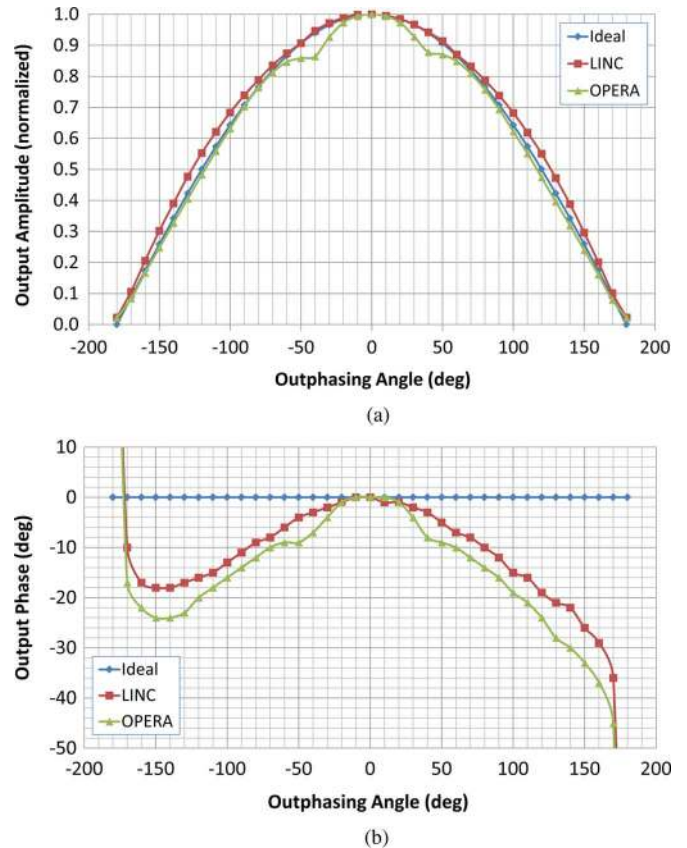 1.0
0.9
0.8
0.7
0.6
0.5
0.4
0.3
0.2
0.1
0.0
Output Amplitude (normalized)
Ideal
LINC
OPERA
-200 -150 -100 -50 0 50 100 150 200
Outphasing Angle (deg)
(a)
10
0
-10
-20
-30
-40
-50
Output Phase (deg)
Ideal
LINC
OPERA
-200 -150 -100 -50 0 50 100 150 200
Outphasing Angle (deg)
(b)